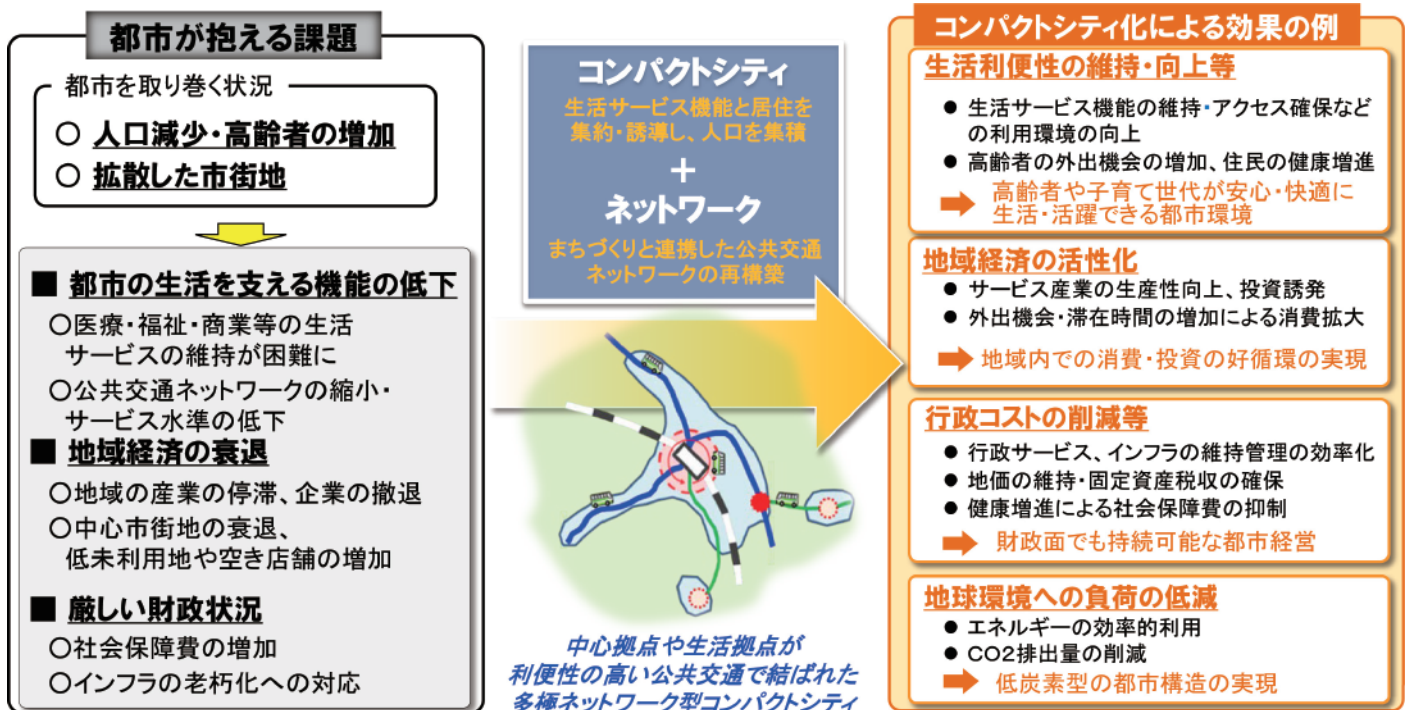 都市が抱える課題
都市を取り巻く状況
○ 人口減少・高齢者の増加
○ 拡散した市街地
■ 都市の生活を支える機能の低下
○医療・福祉・商業等の生活
サービスの維持が困難に
○公共交通ネットワークの縮小・
サービス水準の低下
■ 地域経済の衰退
○地域の産業の停滞、企業の撤退
○中心市街地の衰退、
低未利用地や空き店舗の増加
■ 厳しい財政状況
○社会保障費の増加
○インフラの老朽化への対応
コンパクトシティ
生活サービス機能と居住を
集約・誘導し、人口を集積
+
ネットワーク
まちづくりと連携した公共交通
ネットワークの再構築
中心拠点や生活拠点が
利便性の高い公共交通で結ばれた
多極ネットワーク型コンパクトシティ
コンパクトシティ化による効果の例
生活利便性の維持・向上等
● 生活サービス機能の維持・アクセス確保など
の利用環境の向上
● 高齢者の外出機会の増加、住民の健康増進
高齢者や子育て世代が安心・快適に
生活・活躍できる都市環境
地域経済の活性化
● サービス産業の生産性向上、投資誘発
● 外出機会・滞在時間の増加による消費拡大
地域内での消費・投資の好循環の実現
行政コストの削減等
● 行政サービス、インフラの維持管理の効率化
● 地価の維持・固定資産税収の確保
● 健康増進による社会保障費の抑制
財政面でも持続可能な都市経営
地球環境への負荷の低減
● エネルギーの効率的利用
● CO2排出量の削減
低炭素型の都市構造の実現